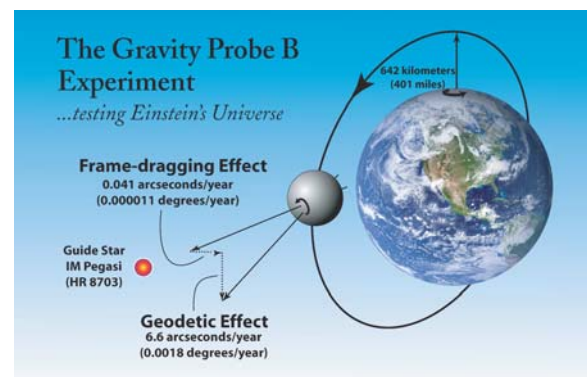 The Gravity Probe B
Experiment
...testing Einstein's Universe
642 kilometers
(401 miles)
Frame-dragging Effect
0.041 arcseconds/year
(0.000011 degrees/year)
Guide Star
IM Pegasi
(HR 8703)
Geodetic Effect
6.6 arcseconds/year
(0.0018 degrees/year)